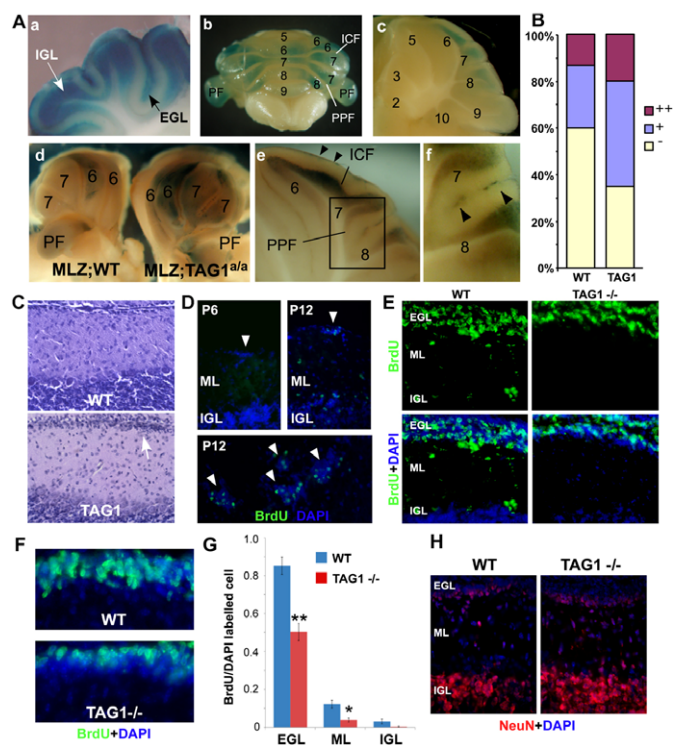 A
a
IGL
EGL
b
5
6
6
6
7
7
7
8
8
8
9
ICF
PF
PF
PPF
c
5
6
7
3
8
2
9
10
B
100%
80%
60%
40%
20%
0%
WT
TAG1
++
+
-
d
7
6
6
7
7
PF
MLZ;WT
6
6
7
7
PF
MLZ;TAG1a/a
e
ICF
6
7
PPF
8
f
7
8
C
WT
TAG1
D
P6
ML
IGL
P12
ML
IGL
P12
BrdU DAPI
E
WT
TAG1 -/-
BrdU
EGL
ML
IGL
BrdU+DAPI
EGL
ML
IGL
F
WT
TAG1-/-
BrdU+DAPI
G
BrdU/DAPI labelled cell
1.0
0.8
0.6
0.4
0.2
0
WT
TAG1 -/-
**
*
EGL ML IGL
H
WT TAG1 -/-
EGL
ML
IGL
NeuN+DAPI